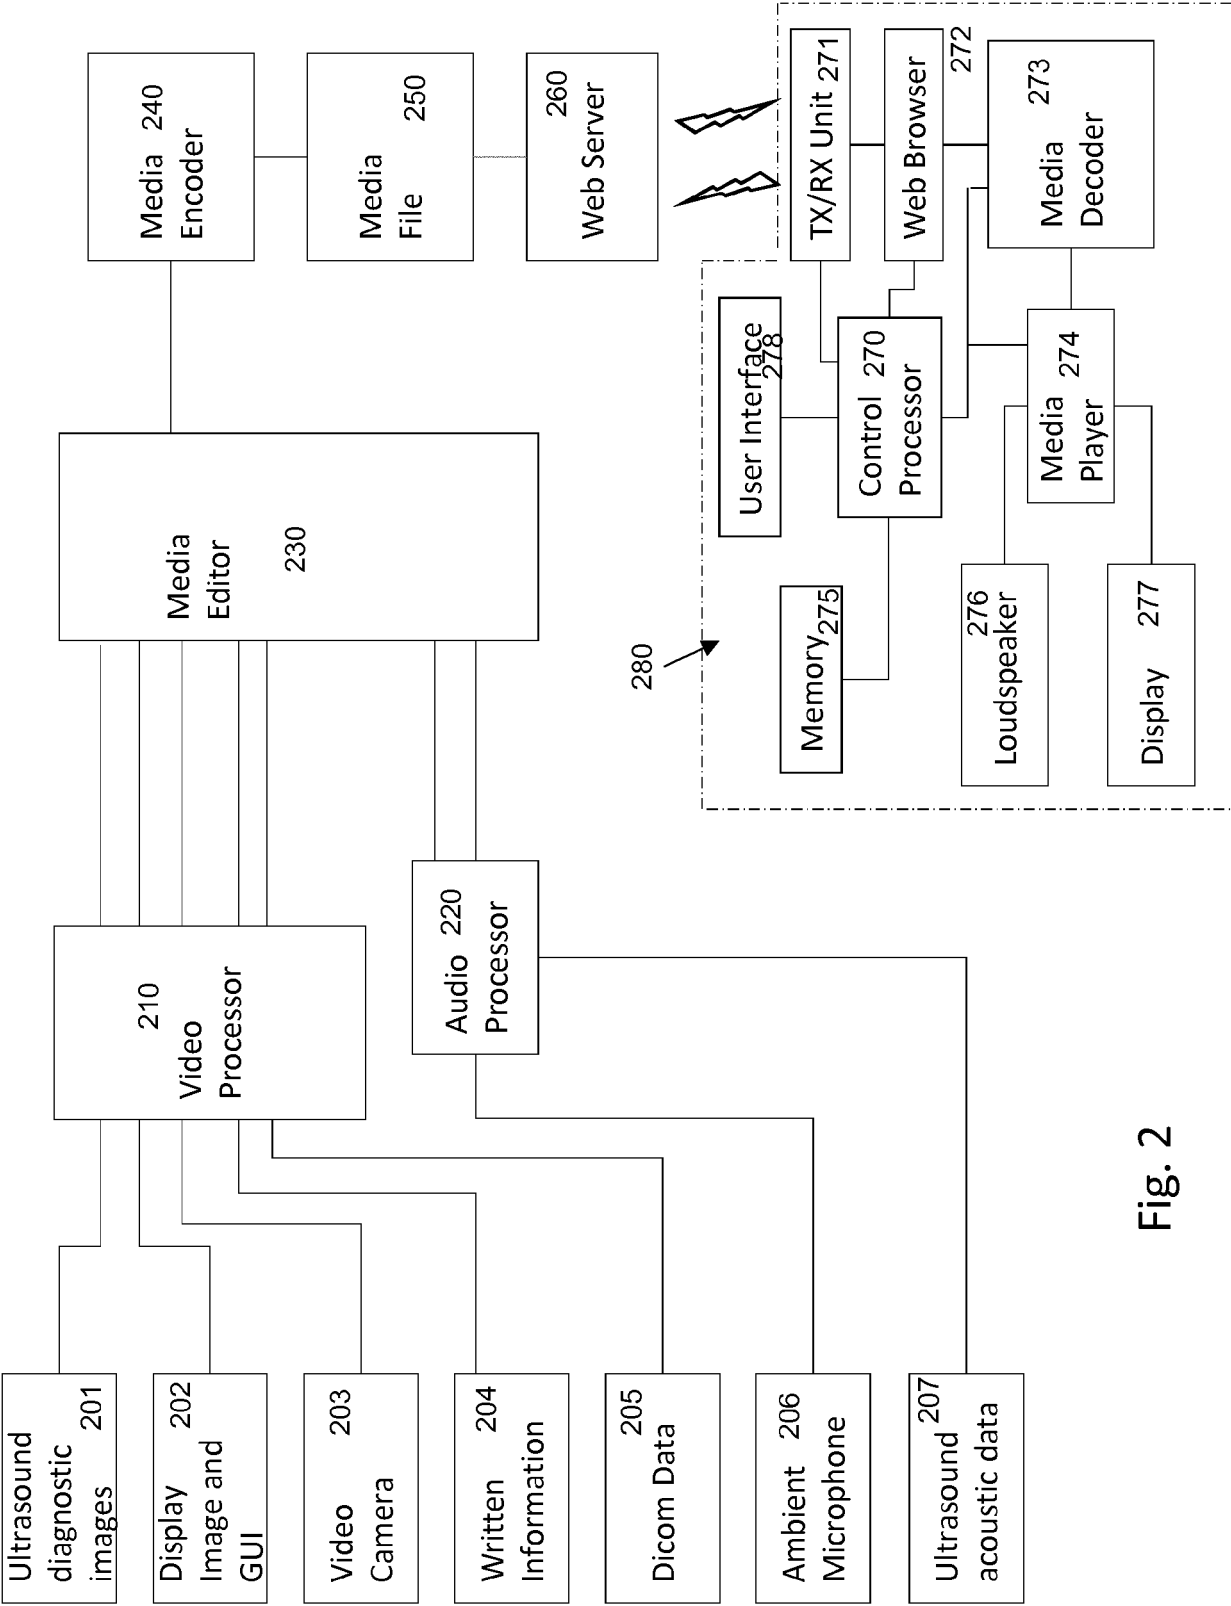 Ultrasound
diagnostic
images
201
Display
Image and
GUI
202
Video
Camera
203
Written
Information
204
Dicom Data
205
Ambient
Microphone
206
Ultrasound
acoustic data
207
210
Video
Processor
Audio 220
Processor
Media
Editor
230
Media 240
Encoder
Media
File
250
Web Server
260
280
TX/RX Unit 271
Web Browser
272
Media
Decoder
273
User Interface
278
Control 270
Processor
Media
Player
274
Memory
275
Loudspeaker
276
Display
277
Fig. 2